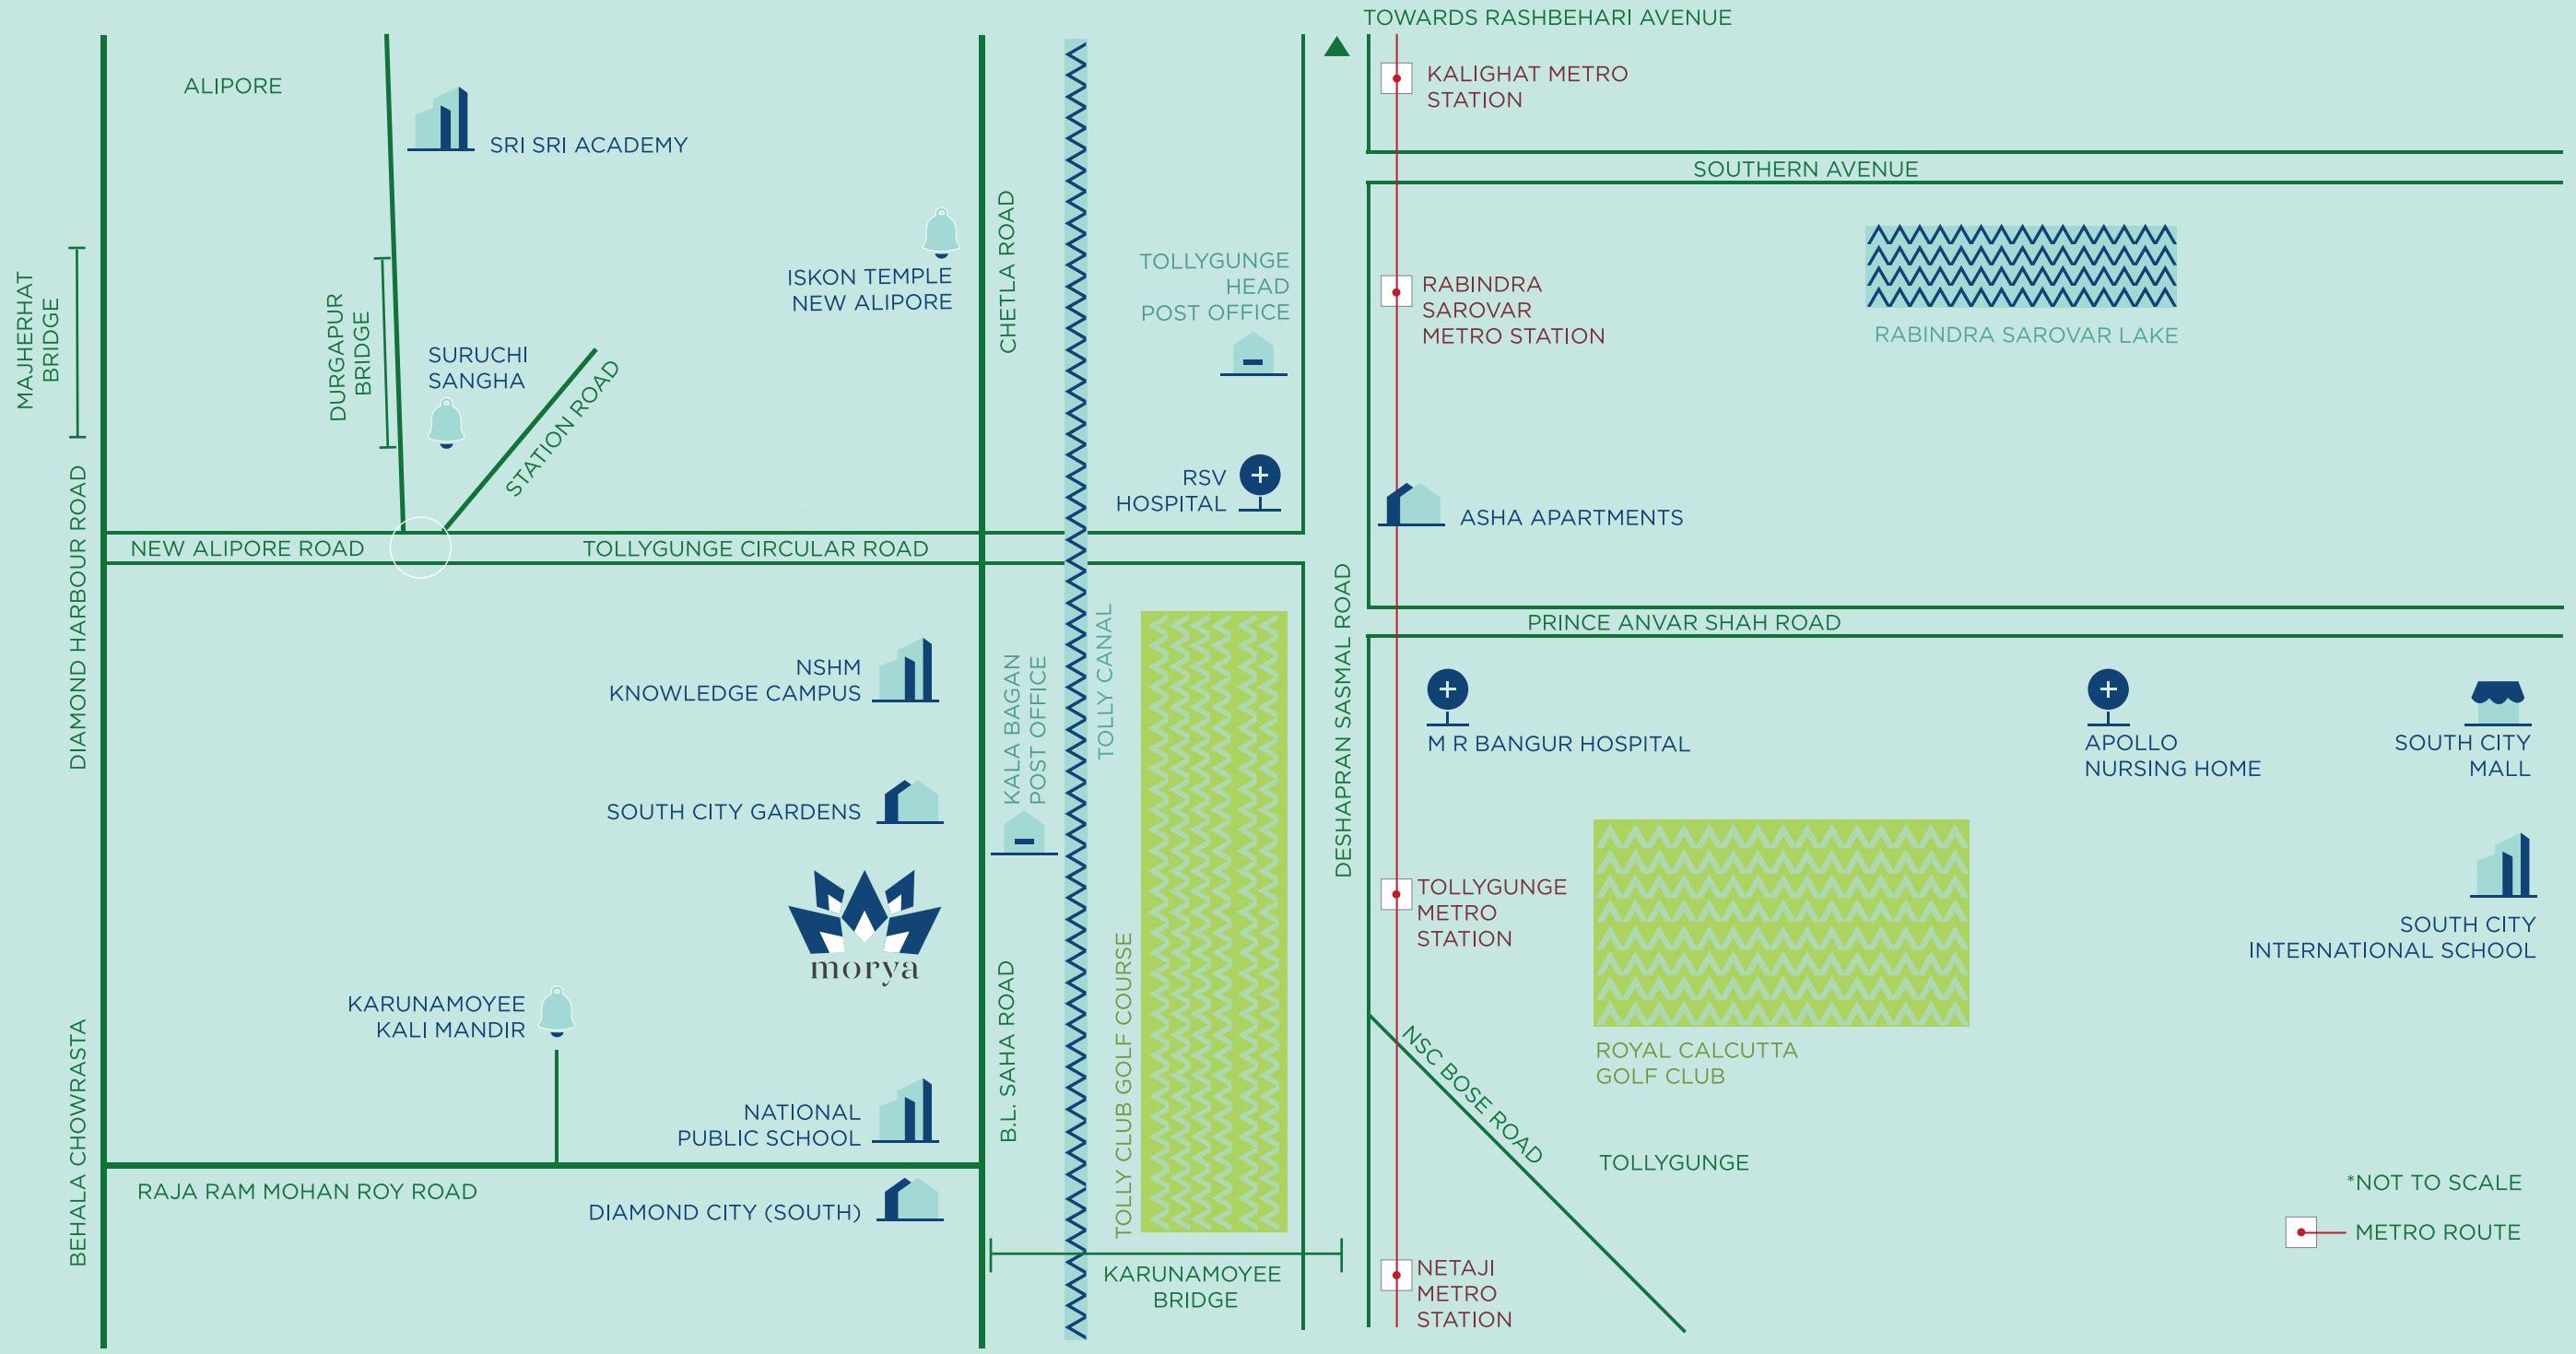 TOWARDS RASHBEHARI AVENUE
KALIGHAT METRO
STATION
ALIPORE
SRI SRI ACADEMY
SOUTHERN AVENUE
CHETLA ROAD
ISKON TEMPLE
NEW ALIPORE
TOLLYGUNGE
HEAD
POST OFFICE
RABINDRA
SAROVAR
METRO STATION
RABINDRA SAROVAR LAKE
MAJHERHAT
BRIDGE
DURGAPUR
BRIDGE
SURUCHI
SANGHA
STATION ROAD
RSV
HOSPITAL
ASHA APARTMENTS
NEW ALIPORE ROAD
TOLLYGUNGE CIRCULAR ROAD
DIAMOND HARBOUR ROAD
DESHAPRAN SASMAL ROAD
PRINCE ANVAR SHAH ROAD
NSHM
KNOWLEDGE CAMPUS
KALA BAGAN
POST OFFICE
TOLLY CANAL
M R BANGUR HOSPITAL
APOLLO
NURSING HOME
SOUTH CITY
MALL
SOUTH CITY GARDENS
morya
TOLLYGUNGE
METRO
STATION
SOUTH CITY
INTERNATIONAL SCHOOL
KARUNAMOYEE
KALI MANDIR
B.L. SAHA ROAD
TOLLY CLUB GOLF COURSE
NSC BOSE ROAD
ROYAL CALCUTTA
GOLF CLUB
BEHALA CHOWRASTA
NATIONAL
PUBLIC SCHOOL
TOLLYGUNGE
RAJA RAM MOHAN ROY ROAD
DIAMOND CITY (SOUTH)
*NOT TO SCALE
METRO ROUTE
KARUNAMOYEE
BRIDGE
NETAJI
METRO
STATION